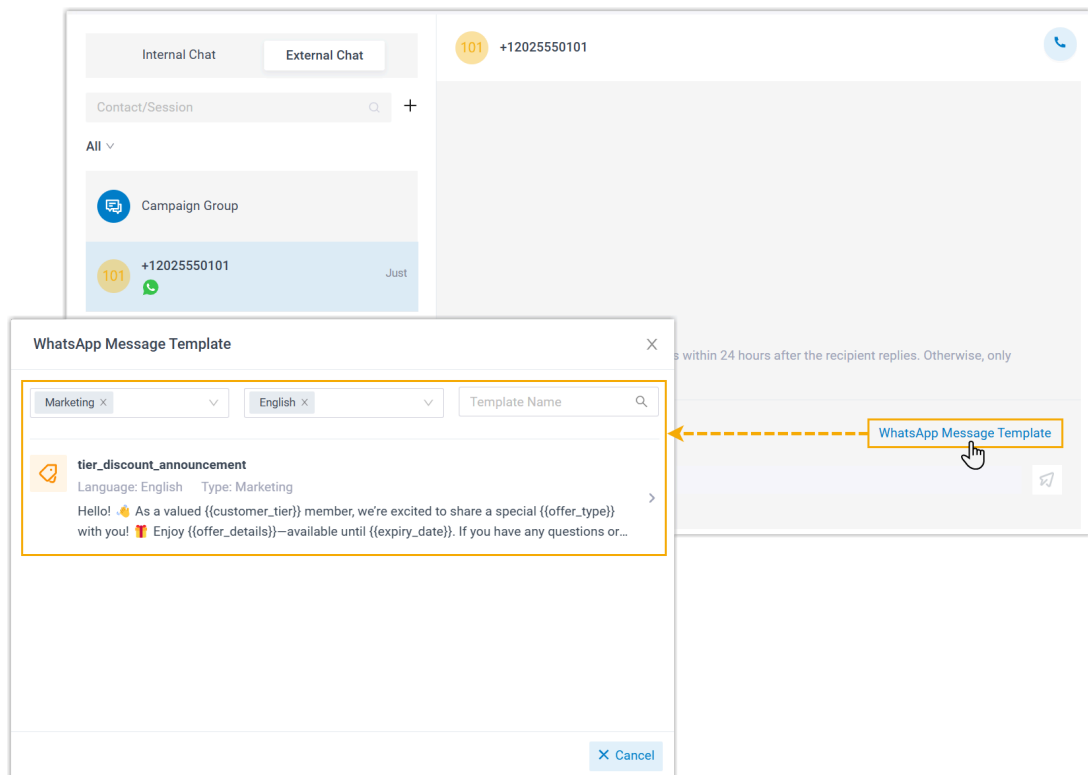 Internal Chat
External Chat
101 +12025550101
Contact/Session
All
Campaign Group
101
+12025550101
Just
s within 24 hours after the recipient replies. Otherwise, only
WhatsApp Message Template
WhatsApp Message Template
Marketing
English
Template Name
tier_discount_announcement
Language: English Type: Marketing
Hello! 👋 As a valued {{customer_tier}} member, we're excited to share a special {{offer_type}}
with you! 🎁 Enjoy {{offer_details}}—available until {{expiry_date}}. If you have any questions or...
Cancel